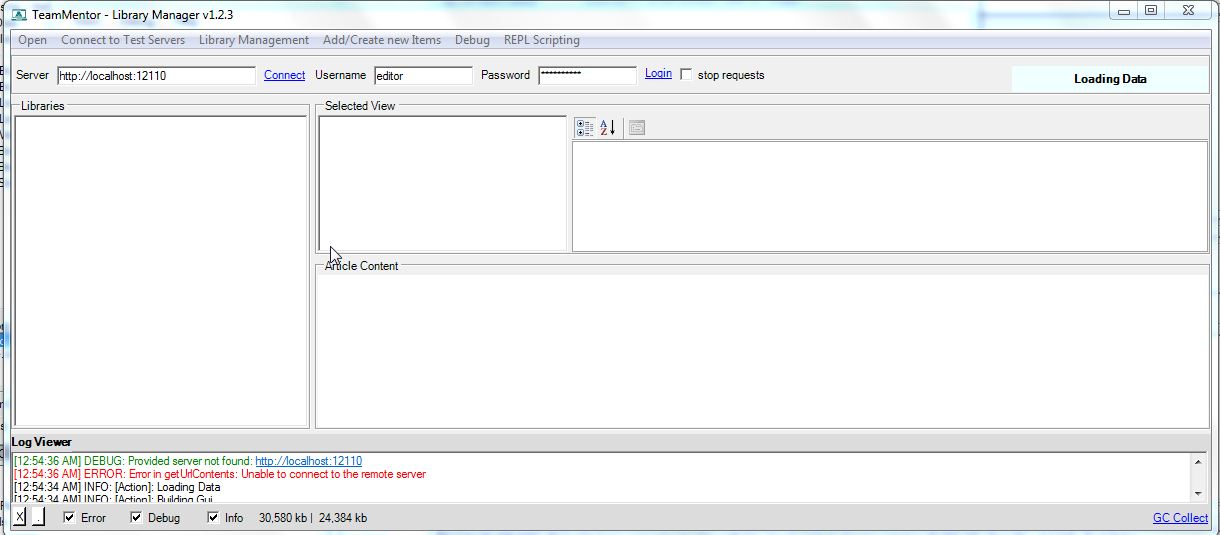 TeamMentor - Library Manager v1.2.3
Open Connect to Test Servers Library Management Add/Create new Items Debug REPL Scripting
Server http://localhost:12110 Connect Username editor Password ********** Login stop requests Loading Data
Libraries
Selected View
A
Z
Article Content
Log Viewer
[12:54:36 AM] DEBUG: Provided server not found: http://localhost:12110
[12:54:36 AM] ERROR: Error in getUrlContents: Unable to connect to the remote server
[12:54:34 AM] INFO: [Action]: Loading Data
[12:54:34 AM] INFO: [Action]: Building Gui
X . Error Debug Info 30,580 kb | 24,384 kb GC Collect